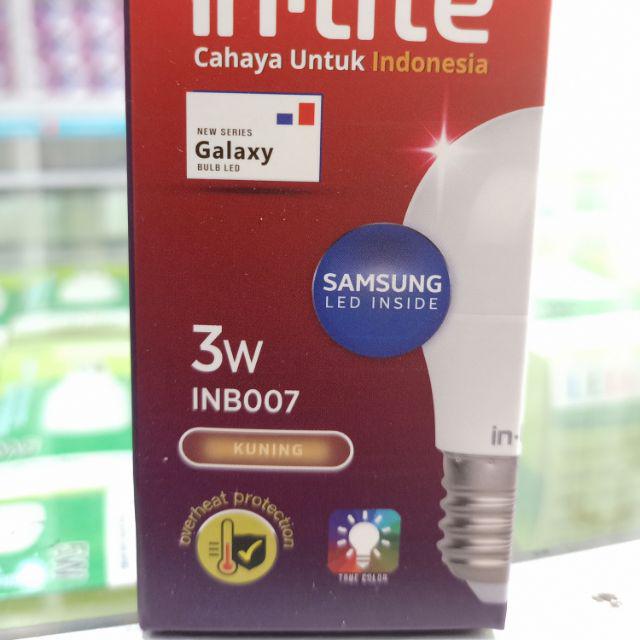 in-lite
Cahaya Untuk Indonesia
NEW SERIES
Galaxy
BULB LED
SAMSUNG
LED INSIDE
3W
INB007
KUNING
in-
overheat protection
TRUE COLOR